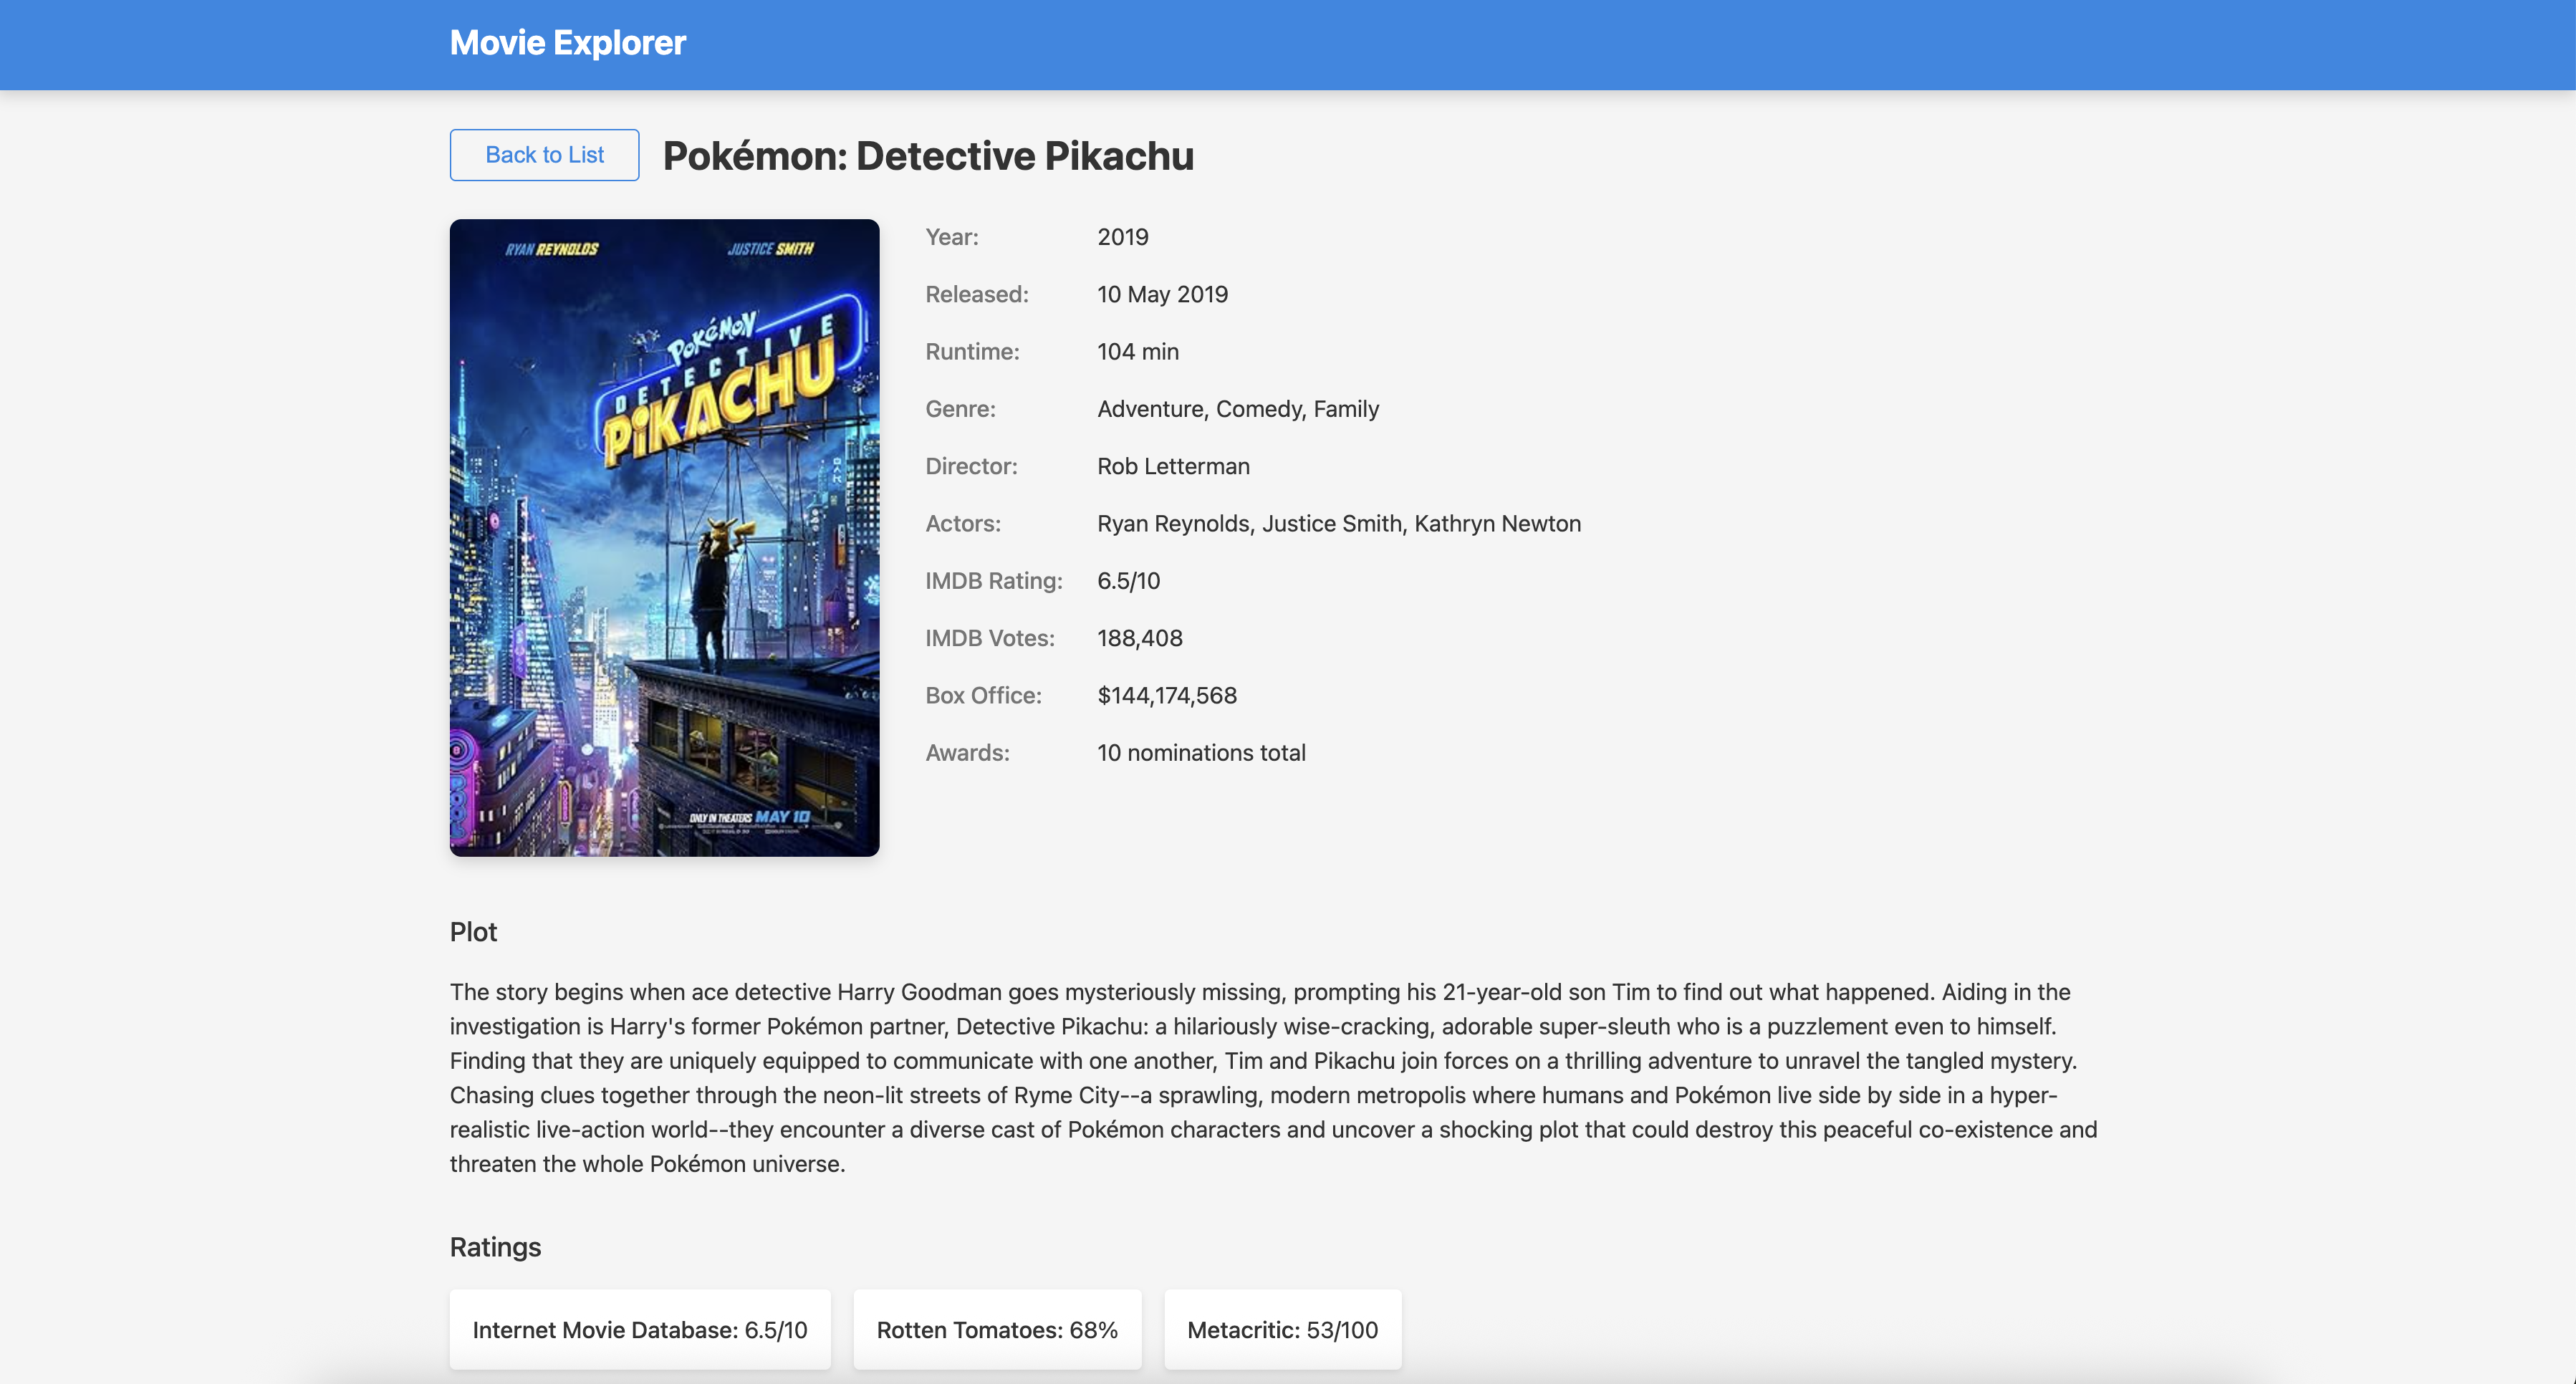 Movie Explorer
Back to List
Pokémon: Detective Pikachu
RYAN REYNOLDS
JUSTICE SMITH
POKéMON
DETECTIVE
PiKACHU
ONLY IN THEATERS MAY 10
Year: 2019
Released: 10 May 2019
Runtime: 104 min
Genre: Adventure, Comedy, Family
Director: Rob Letterman
Actors: Ryan Reynolds, Justice Smith, Kathryn Newton
IMDB Rating: 6.5/10
IMDB Votes: 188,408
Box Office: $144,174,568
Awards: 10 nominations total
Plot
The story begins when ace detective Harry Goodman goes mysteriously missing, prompting his 21-year-old son Tim to find out what happened. Aiding in the
investigation is Harry's former Pokémon partner, Detective Pikachu: a hilariously wise-cracking, adorable super-sleuth who is a puzzlement even to himself.
Finding that they are uniquely equipped to communicate with one another, Tim and Pikachu join forces on a thrilling adventure to unravel the tangled mystery.
Chasing clues together through the neon-lit streets of Ryme City--a sprawling, modern metropolis where humans and Pokémon live side by side in a hyper-
realistic live-action world--they encounter a diverse cast of Pokémon characters and uncover a shocking plot that could destroy this peaceful co-existence and
threaten the whole Pokémon universe.
Ratings
Internet Movie Database: 6.5/10
Rotten Tomatoes: 68%
Metacritic: 53/100